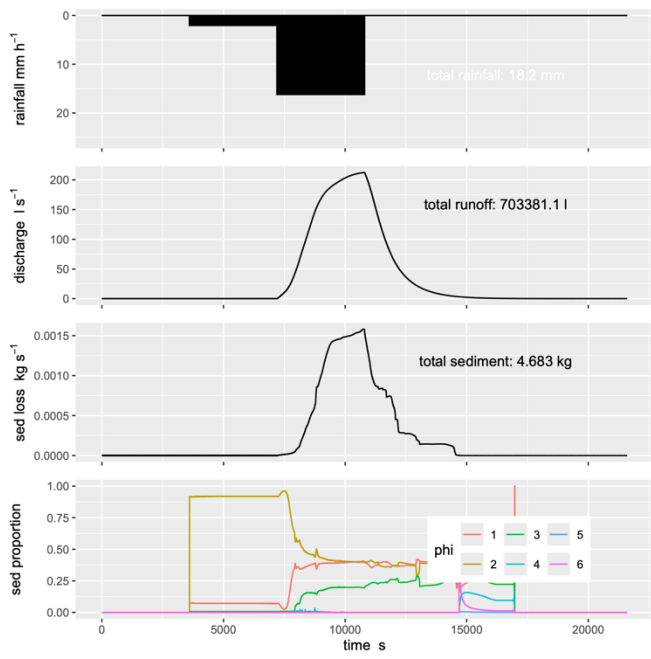 0
10
20
rainfall mm h⁻¹
total rainfall: 18.2 mm
200
150
100
50
0
discharge l s⁻¹
total runoff: 703381.1 l
0.0015
0.0010
0.0005
0.0000
sed loss kg s⁻¹
total sediment: 4.683 kg
1.00
0.75
0.50
0.25
0.00
sed proportion
phi
1 3 5
2 4 6
0 5000 10000 15000 20000
time s